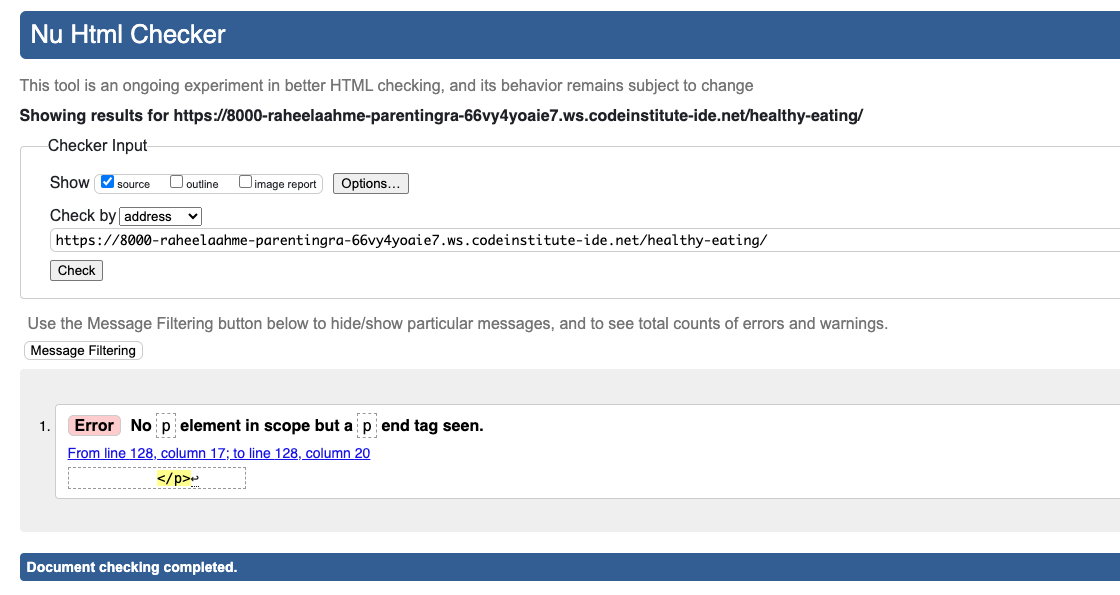 Nu Html Checker
This tool is an ongoing experiment in better HTML checking, and its behavior remains subject to change
Showing results for https://8000-raheelaahme-parentingra-66vy4yoaie7.ws.codeinstitute-ide.net/healthy-eating/
Checker Input
Show source outline image report Options...
Check by address
https://8000-raheelaahme-parentingra-66vy4yoaie7.ws.codeinstitute-ide.net/healthy-eating/
Check
Use the Message Filtering button below to hide/show particular messages, and to see total counts of errors and warnings.
Message Filtering
1. Error No p element in scope but a p end tag seen.
From line 128, column 17; to line 128, column 20
</p>↩
Document checking completed.